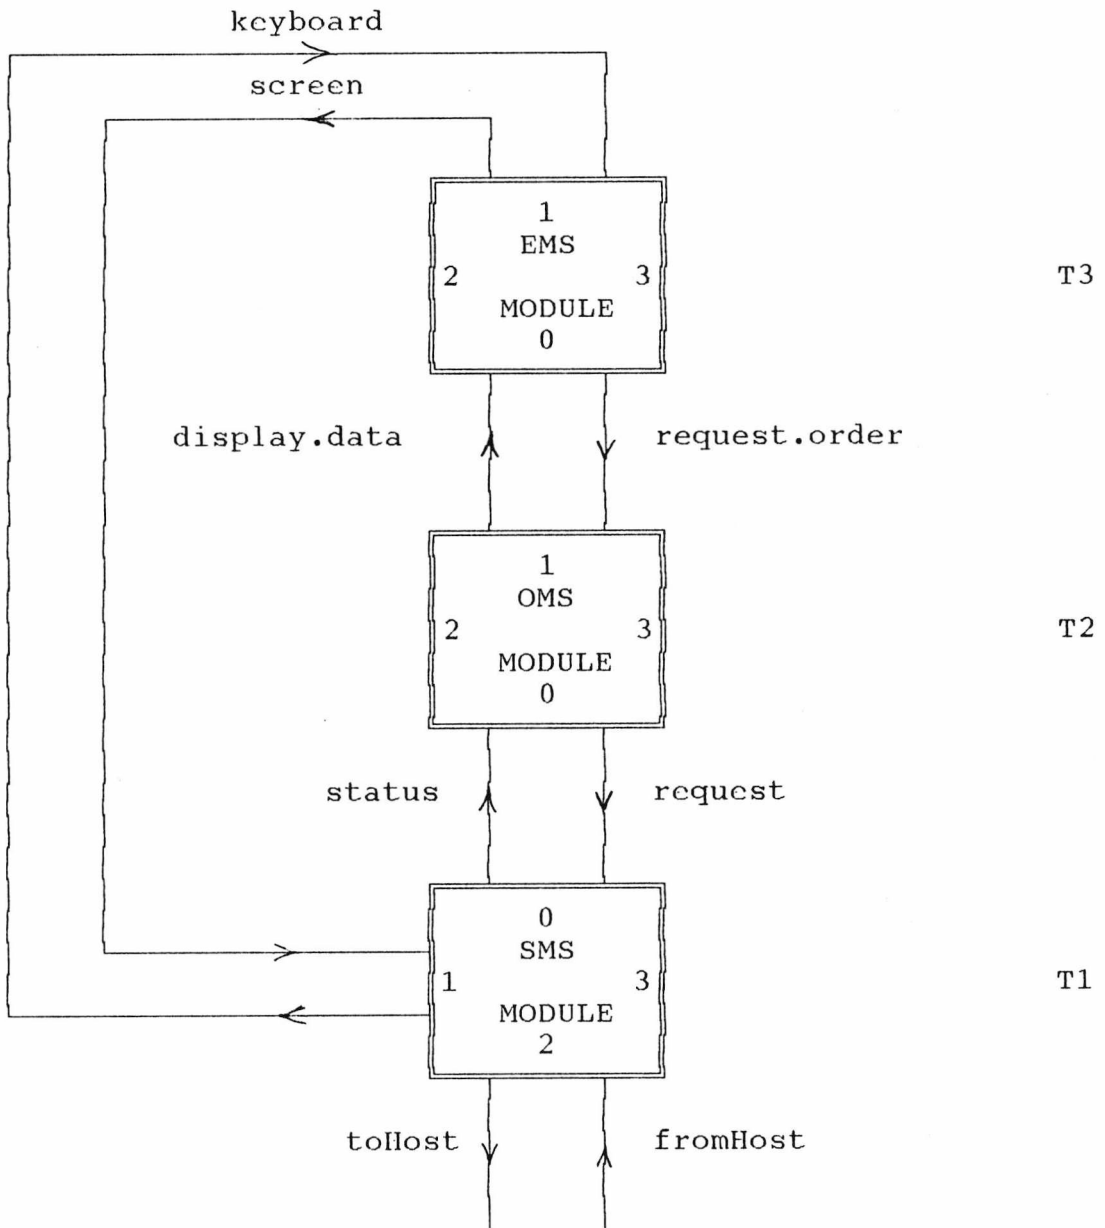 keyboard
screen
1
EMS
2 3 T3
MODULE
0
display.data request.order
1
OMS
2 3 T2
MODULE
0
status request
0
SMS
1 3 T1
MODULE
2
toHost fromHost